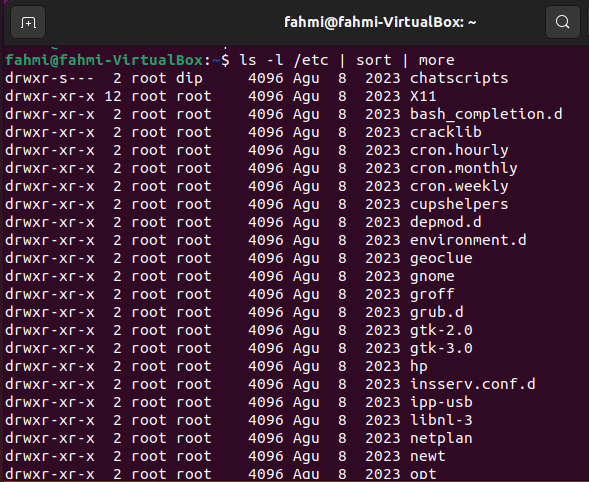 fahmi@fahmi-VirtualBox: ~
fahmi@fahmi-VirtualBox:~$ ls -l /etc | sort | more
drwxr-s---  2 root dip     4096 Agu  8  2023 chatscripts
drwxr-xr-x 12 root root    4096 Agu  8  2023 X11
drwxr-xr-x  2 root root    4096 Agu  8  2023 bash_completion.d
drwxr-xr-x  2 root root    4096 Agu  8  2023 cracklib
drwxr-xr-x  2 root root    4096 Agu  8  2023 cron.hourly
drwxr-xr-x  2 root root    4096 Agu  8  2023 cron.monthly
drwxr-xr-x  2 root root    4096 Agu  8  2023 cron.weekly
drwxr-xr-x  2 root root    4096 Agu  8  2023 cupshelpers
drwxr-xr-x  2 root root    4096 Agu  8  2023 depmod.d
drwxr-xr-x  2 root root    4096 Agu  8  2023 environment.d
drwxr-xr-x  2 root root    4096 Agu  8  2023 geoclue
drwxr-xr-x  2 root root    4096 Agu  8  2023 gnome
drwxr-xr-x  2 root root    4096 Agu  8  2023 groff
drwxr-xr-x  2 root root    4096 Agu  8  2023 grub.d
drwxr-xr-x  2 root root    4096 Agu  8  2023 gtk-2.0
drwxr-xr-x  2 root root    4096 Agu  8  2023 gtk-3.0
drwxr-xr-x  2 root root    4096 Agu  8  2023 hp
drwxr-xr-x  2 root root    4096 Agu  8  2023 insserv.conf.d
drwxr-xr-x  2 root root    4096 Agu  8  2023 ipp-usb
drwxr-xr-x  2 root root    4096 Agu  8  2023 libnl-3
drwxr-xr-x  2 root root    4096 Agu  8  2023 netplan
drwxr-xr-x  2 root root    4096 Agu  8  2023 newt
drwxr-xr-x  2 root root    4096 Agu  8  2023 opt